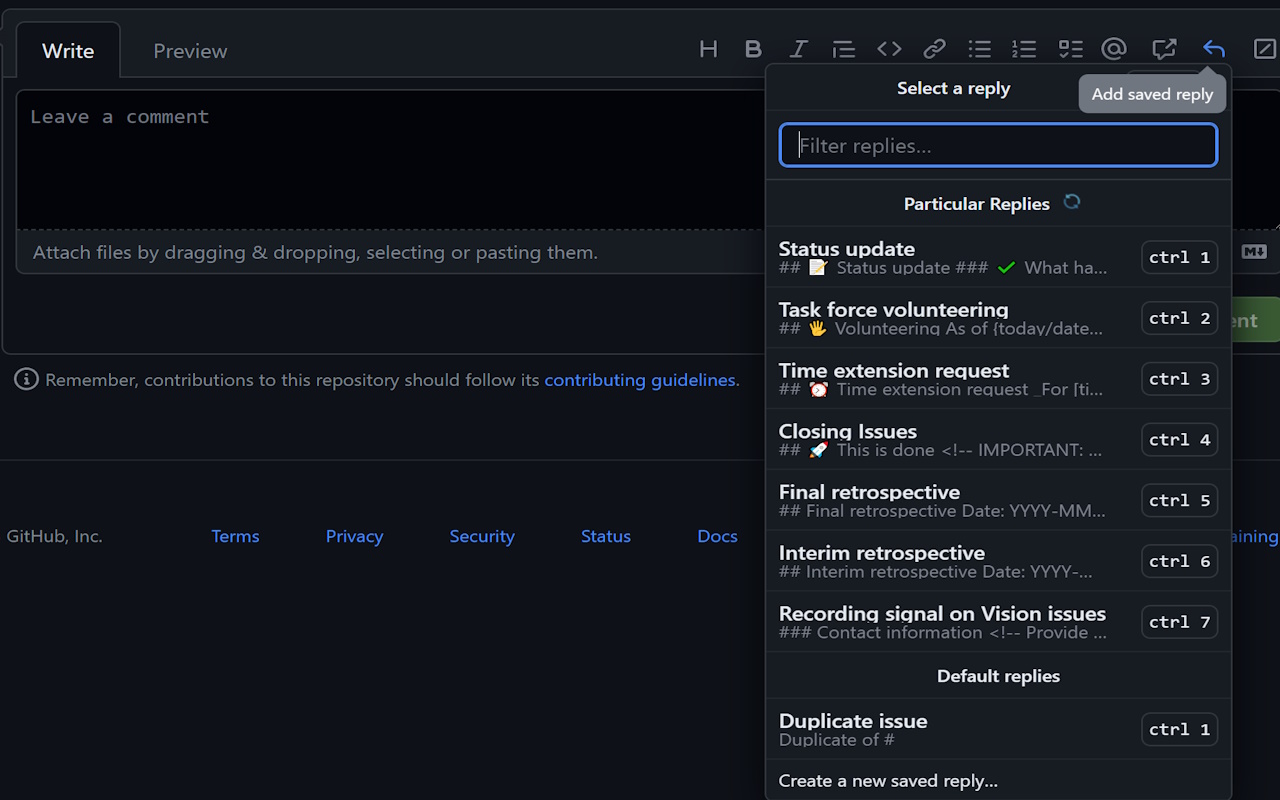 Write
Preview
Select a reply
Add saved reply
Leave a comment
Filter replies...
Particular Replies
Status update
ctrl 1
## 📝 Status update ### ✔️ What ha...
Attach files by dragging & dropping, selecting or pasting them.
Task force volunteering
ctrl 2
## 🖐 Volunteering As of {today/date...
ent
Time extension request
ctrl 3
## ⏰ Time extension request _For [ti...
Remember, contributions to this repository should follow its contributing guidelines.
Closing Issues
ctrl 4
## 🚀 This is done <!-- IMPORTANT: ...
Final retrospective
ctrl 5
## Final retrospective Date: YYYY-MM...
GitHub, Inc.
Terms
Privacy
Security
Status
Docs
aining
Interim retrospective
ctrl 6
## Interim retrospective Date: YYYY-...
Recording signal on Vision issues
ctrl 7
### Contact information <!-- Provide ...
Default replies
Duplicate issue
ctrl 1
Duplicate of #
Create a new saved reply...